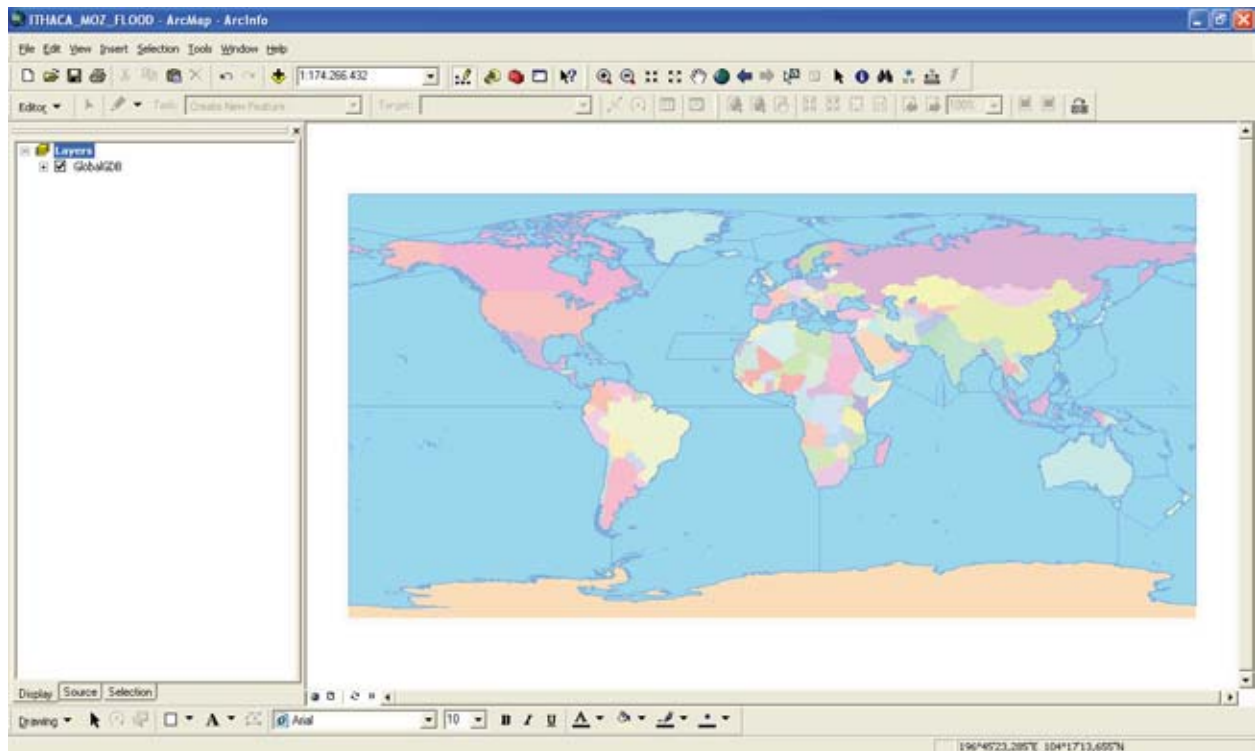 ITHACA_MOZ_FLOOD - ArcMap - ArcInfo
File Edit View Insert Selection Tools Window Help
1:174.266.432
Editor Task: Create New Feature Target: 100%
Layers
GlobalGDB
Display Source Selection
Drawing A Arial 10 B I U A
196°45'23,285"E 104°17'13,655"N